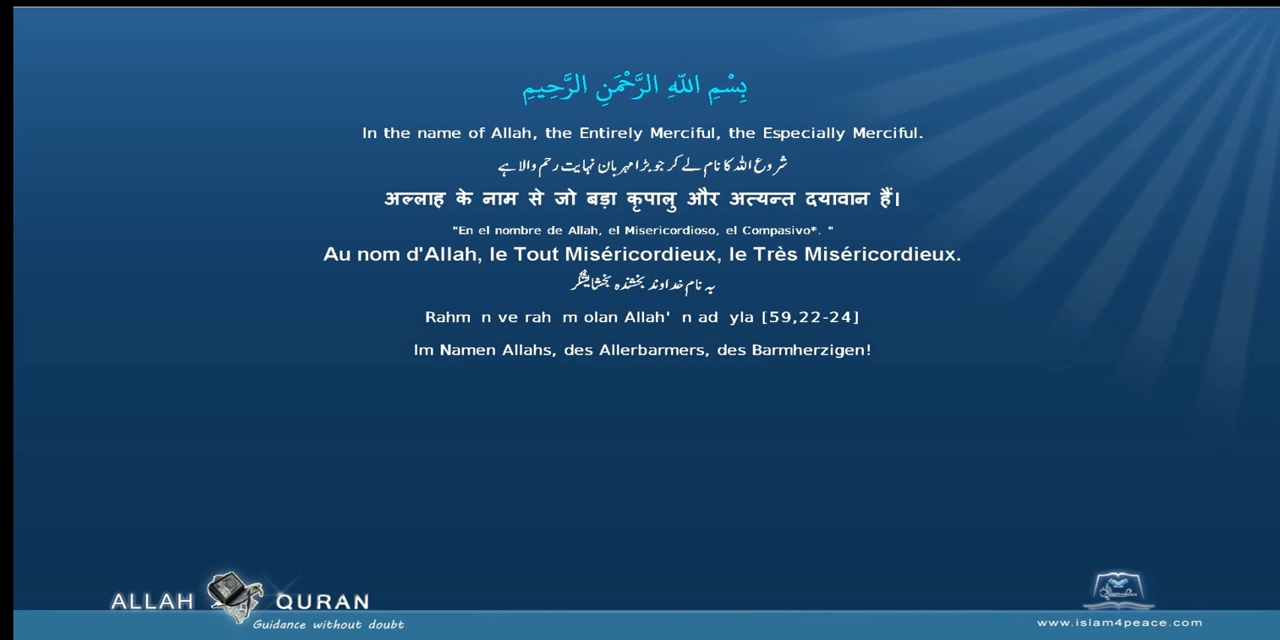 بِسْمِ اللّهِ الرَّحْمَنِ الرَّحِيمِ
In the name of Allah, the Entirely Merciful, the Especially Merciful.
شروع الله کا نام لے کر جو بڑا مہربان نہایت رحم والا ہے
अल्लाह के नाम से जो बड़ा कृपालु और अत्यन्त दयावान हैं।
"En el nombre de Allah, el Misericordioso, el Compasivo*. "
Au nom d'Allah, le Tout Miséricordieux, le Très Miséricordieux.
به نام خداوند بخشنده بخشایشگر
Rahm n ve rah m olan Allah' n ad yla [59,22-24]
Im Namen Allahs, des Allerbarmers, des Barmherzigen!
ALLAH QURAN
Guidance without doubt
www.islam4peace.com